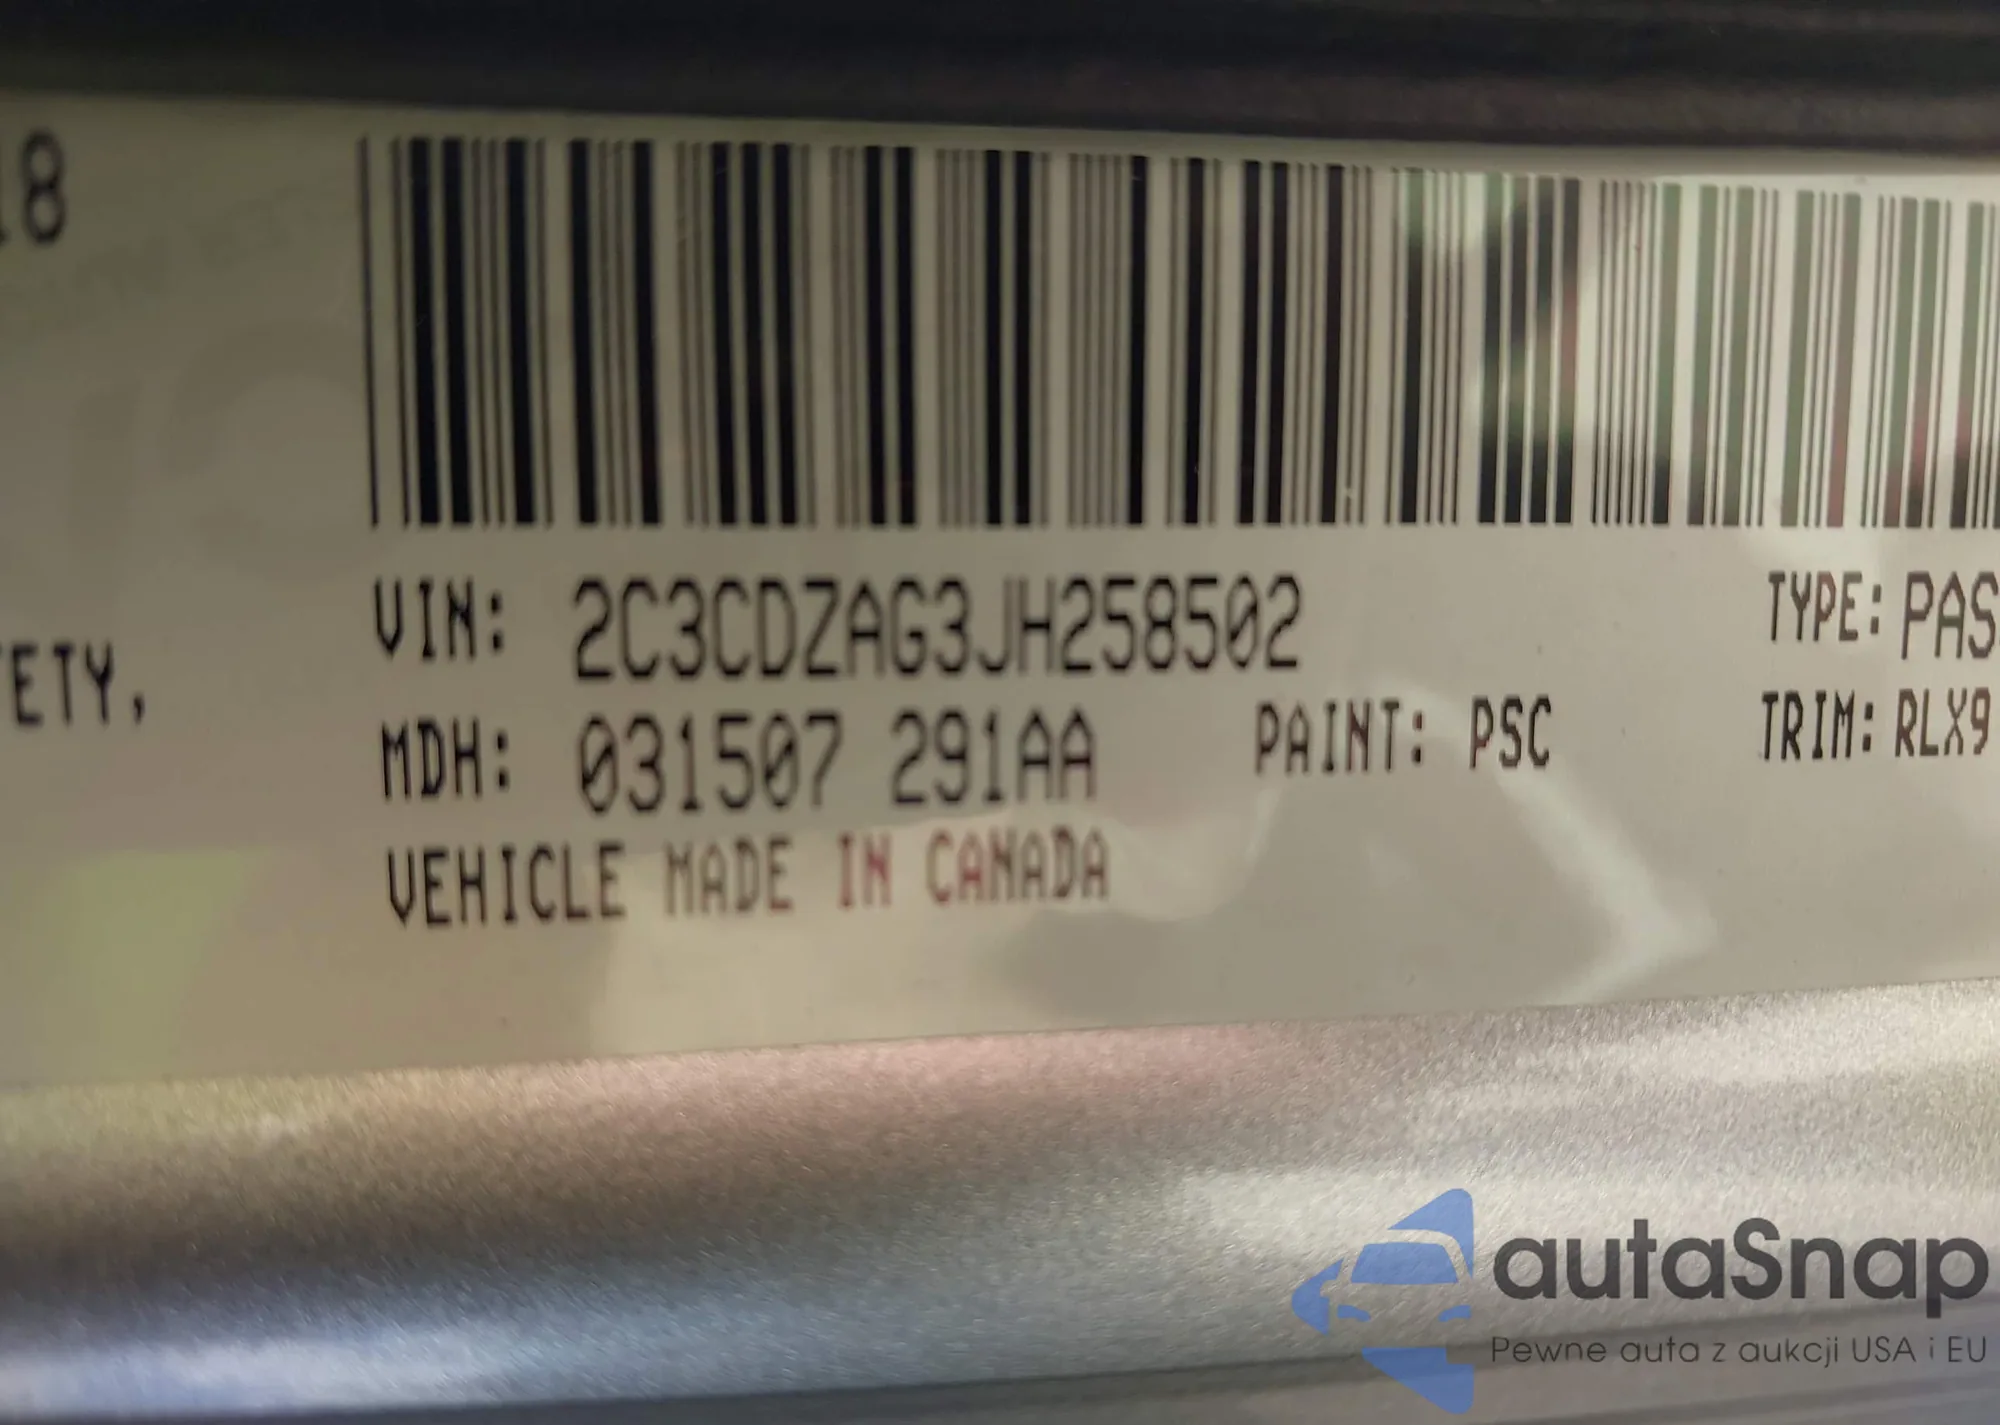 18
VIN: 2C3CDZAG3JH258502
TYPE: PAS
ETY,
MDH: 031507 291AA
PAINT: PSC
TRIM: RLX9
VEHICLE MADE IN CANADA
autaSnap
Pewne auta z aukcji USA i EU